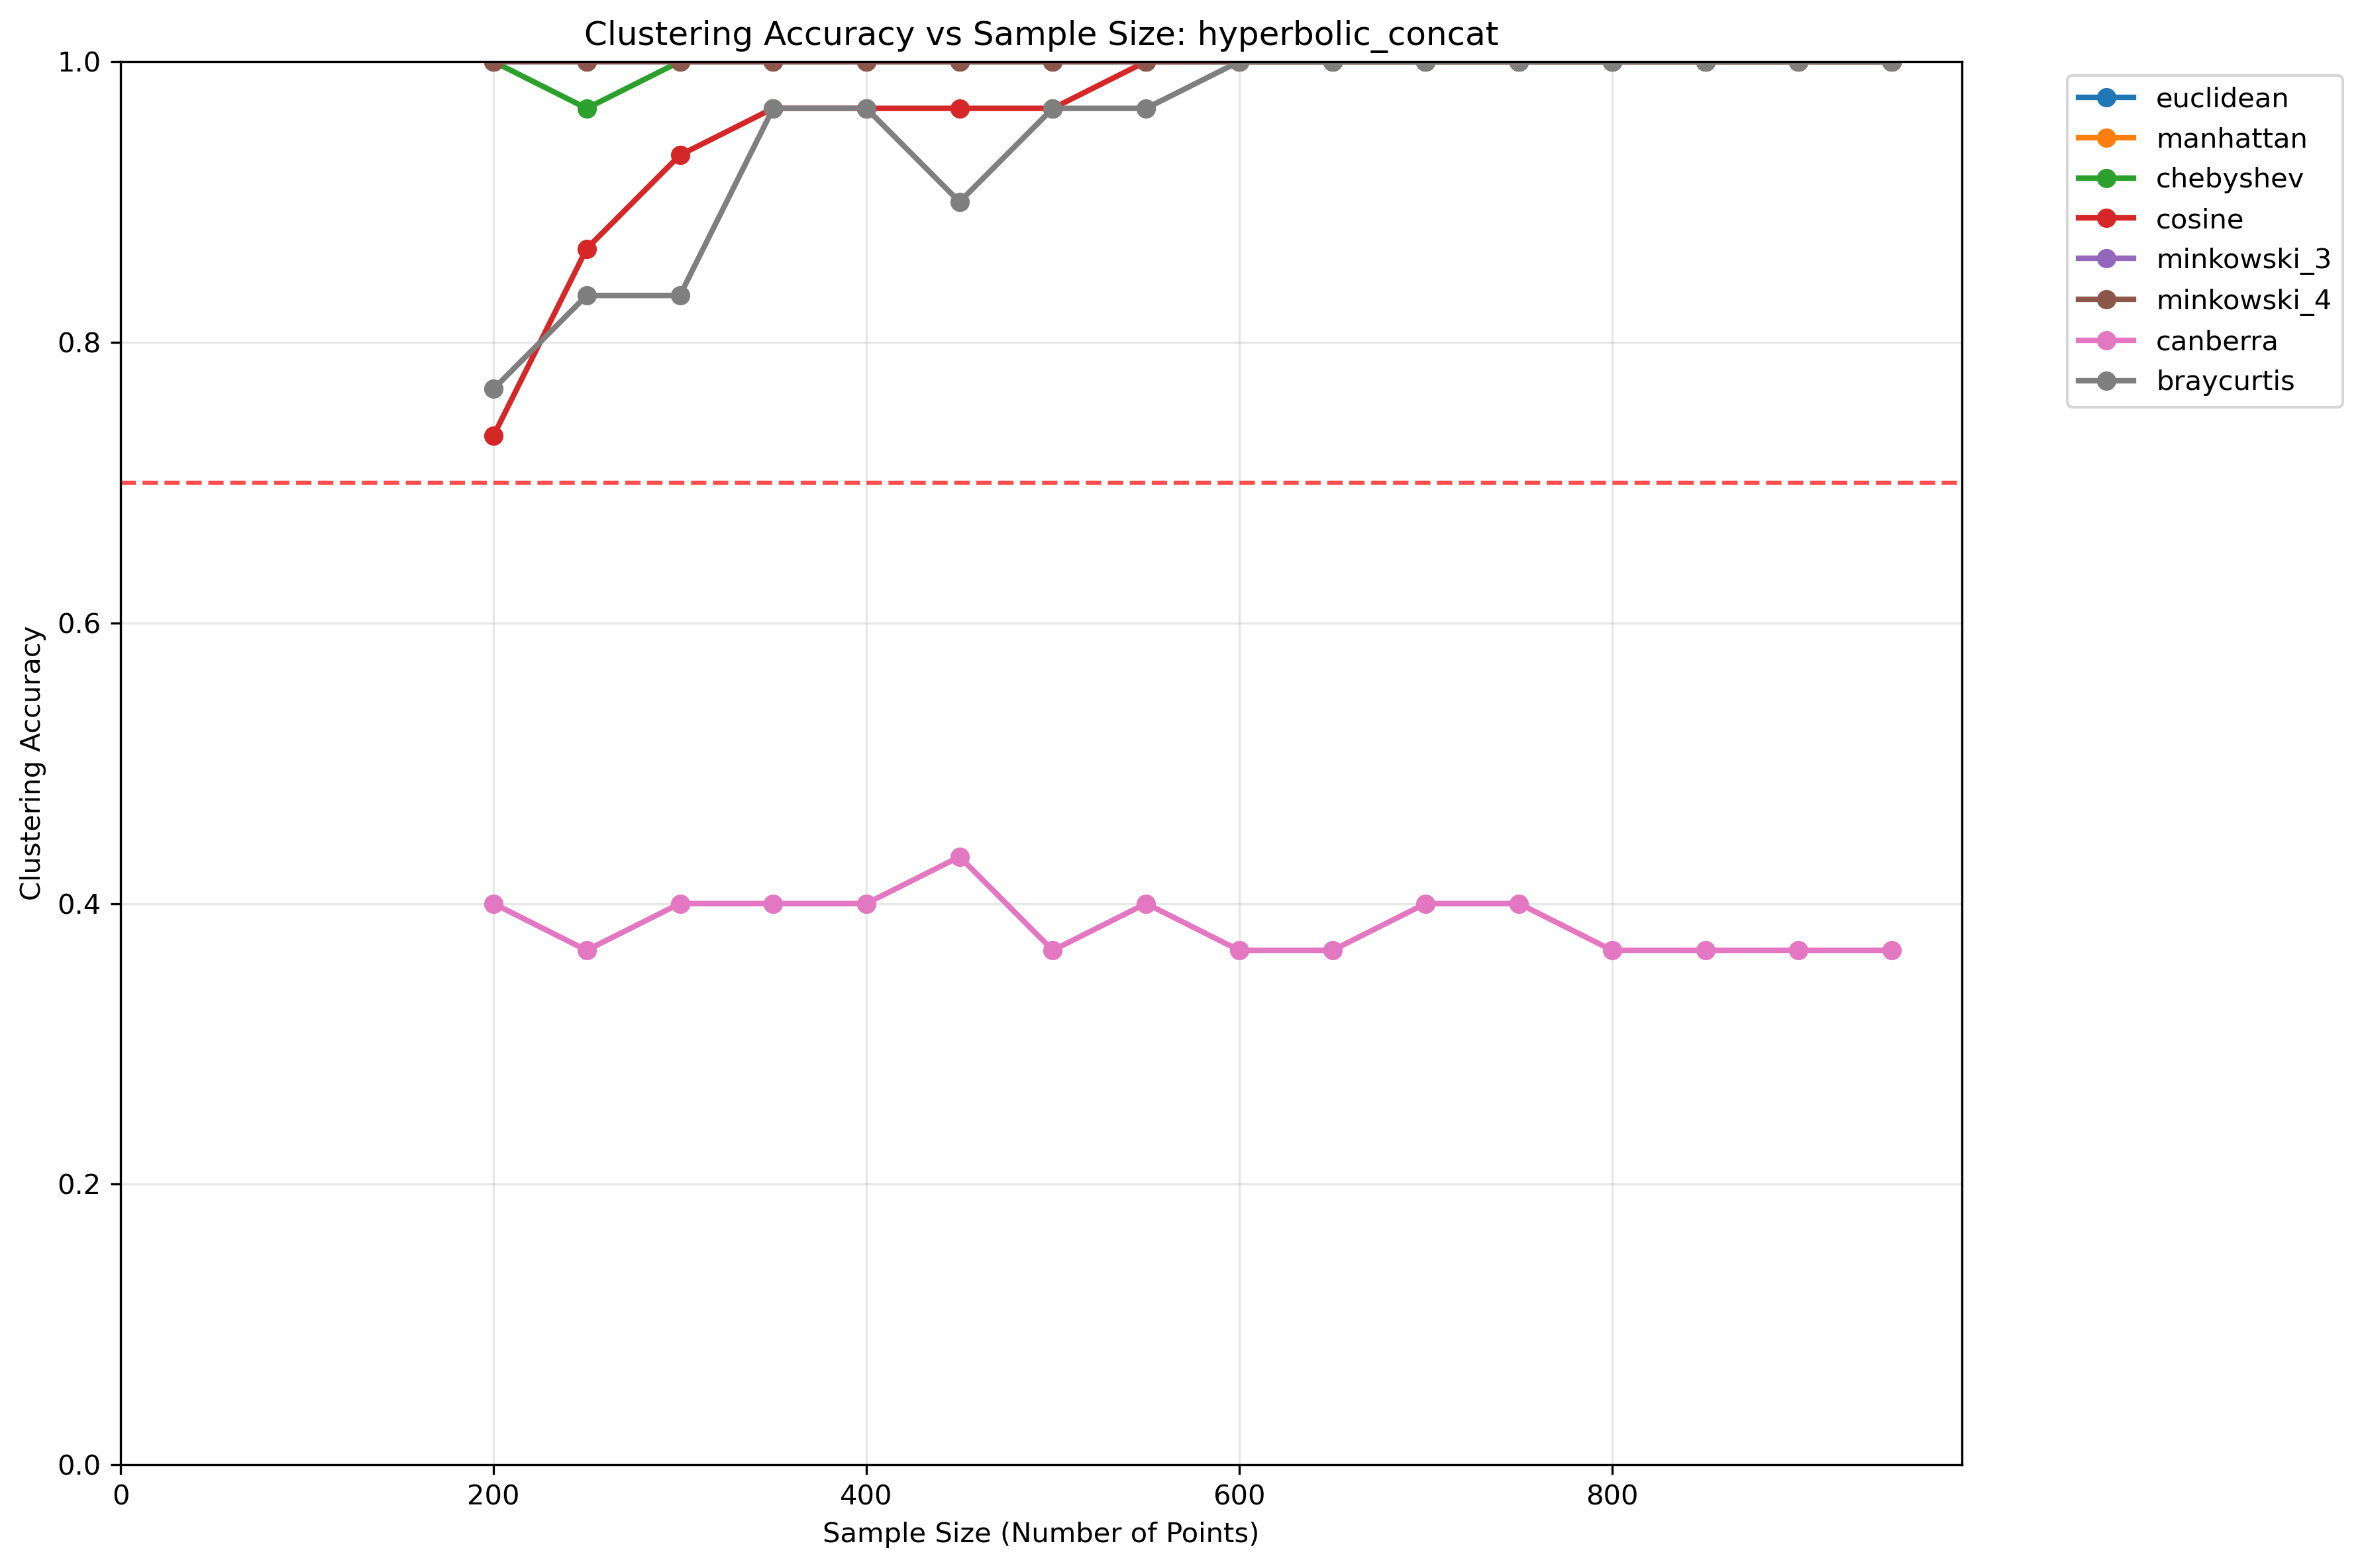 Clustering Accuracy vs Sample Size: hyperbolic_concat
1.0
0.8
0.6
0.4
0.2
0.0
Clustering Accuracy
0
200
400
600
800
Sample Size (Number of Points)
euclidean
manhattan
chebyshev
cosine
minkowski_3
minkowski_4
canberra
braycurtis